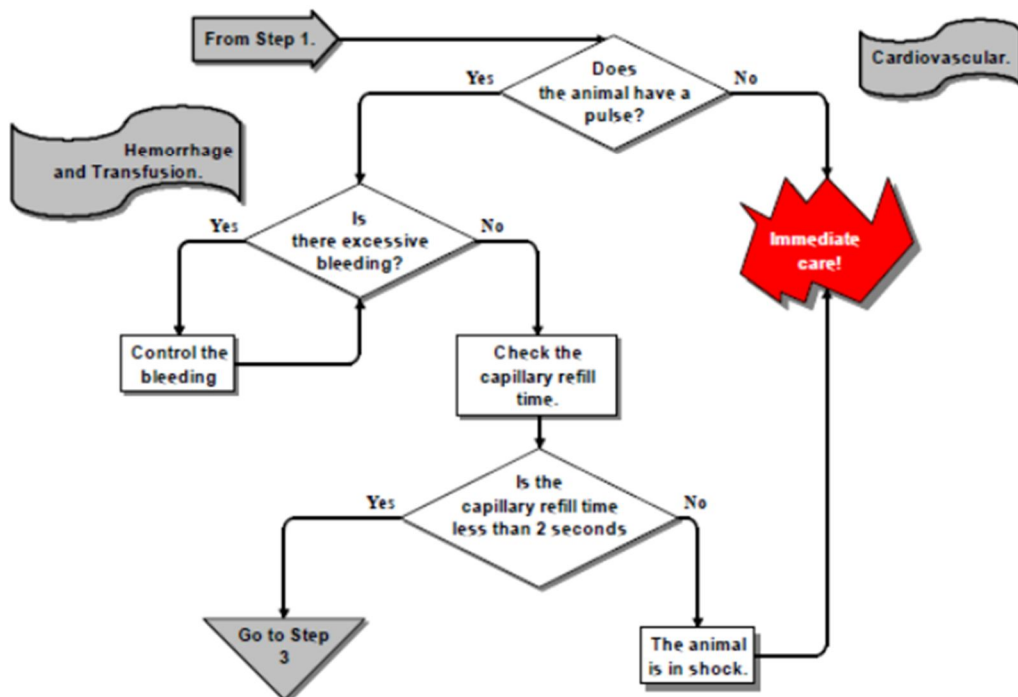 From Step 1.
Cardiovascular.
Does
the animal have a
pulse?
Yes
No
Hemorrhage
and Transfusion.
Is
there excessive
bleeding?
Yes
No
Immediate
care!
Control the
bleeding
Check the
capillary refill
time.
Is the
capillary refill time
less than 2 seconds
Yes
No
Go to Step
3
The animal
is in shock.